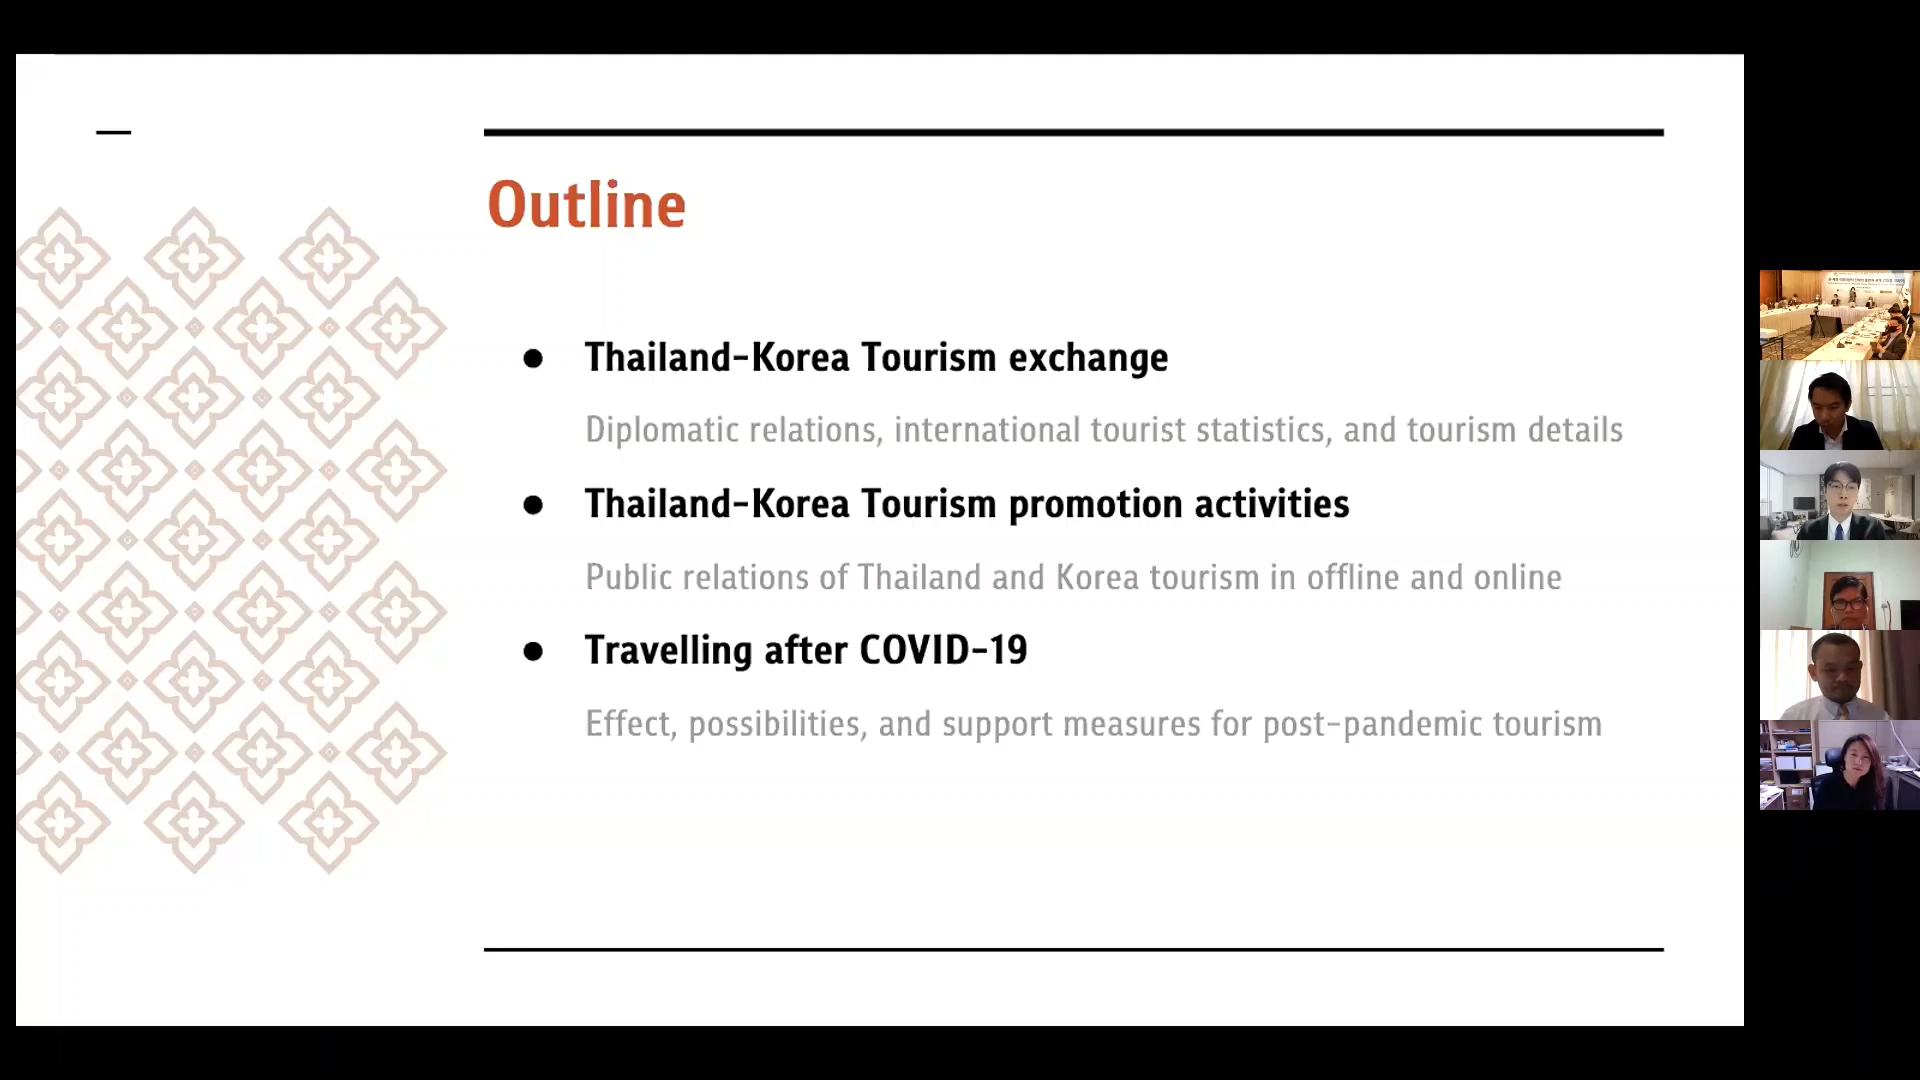 Outline
● Thailand-Korea Tourism exchange
Diplomatic relations, international tourist statistics, and tourism details
● Thailand-Korea Tourism promotion activities
Public relations of Thailand and Korea tourism in offline and online
● Travelling after COVID-19
Effect, possibilities, and support measures for post-pandemic tourism